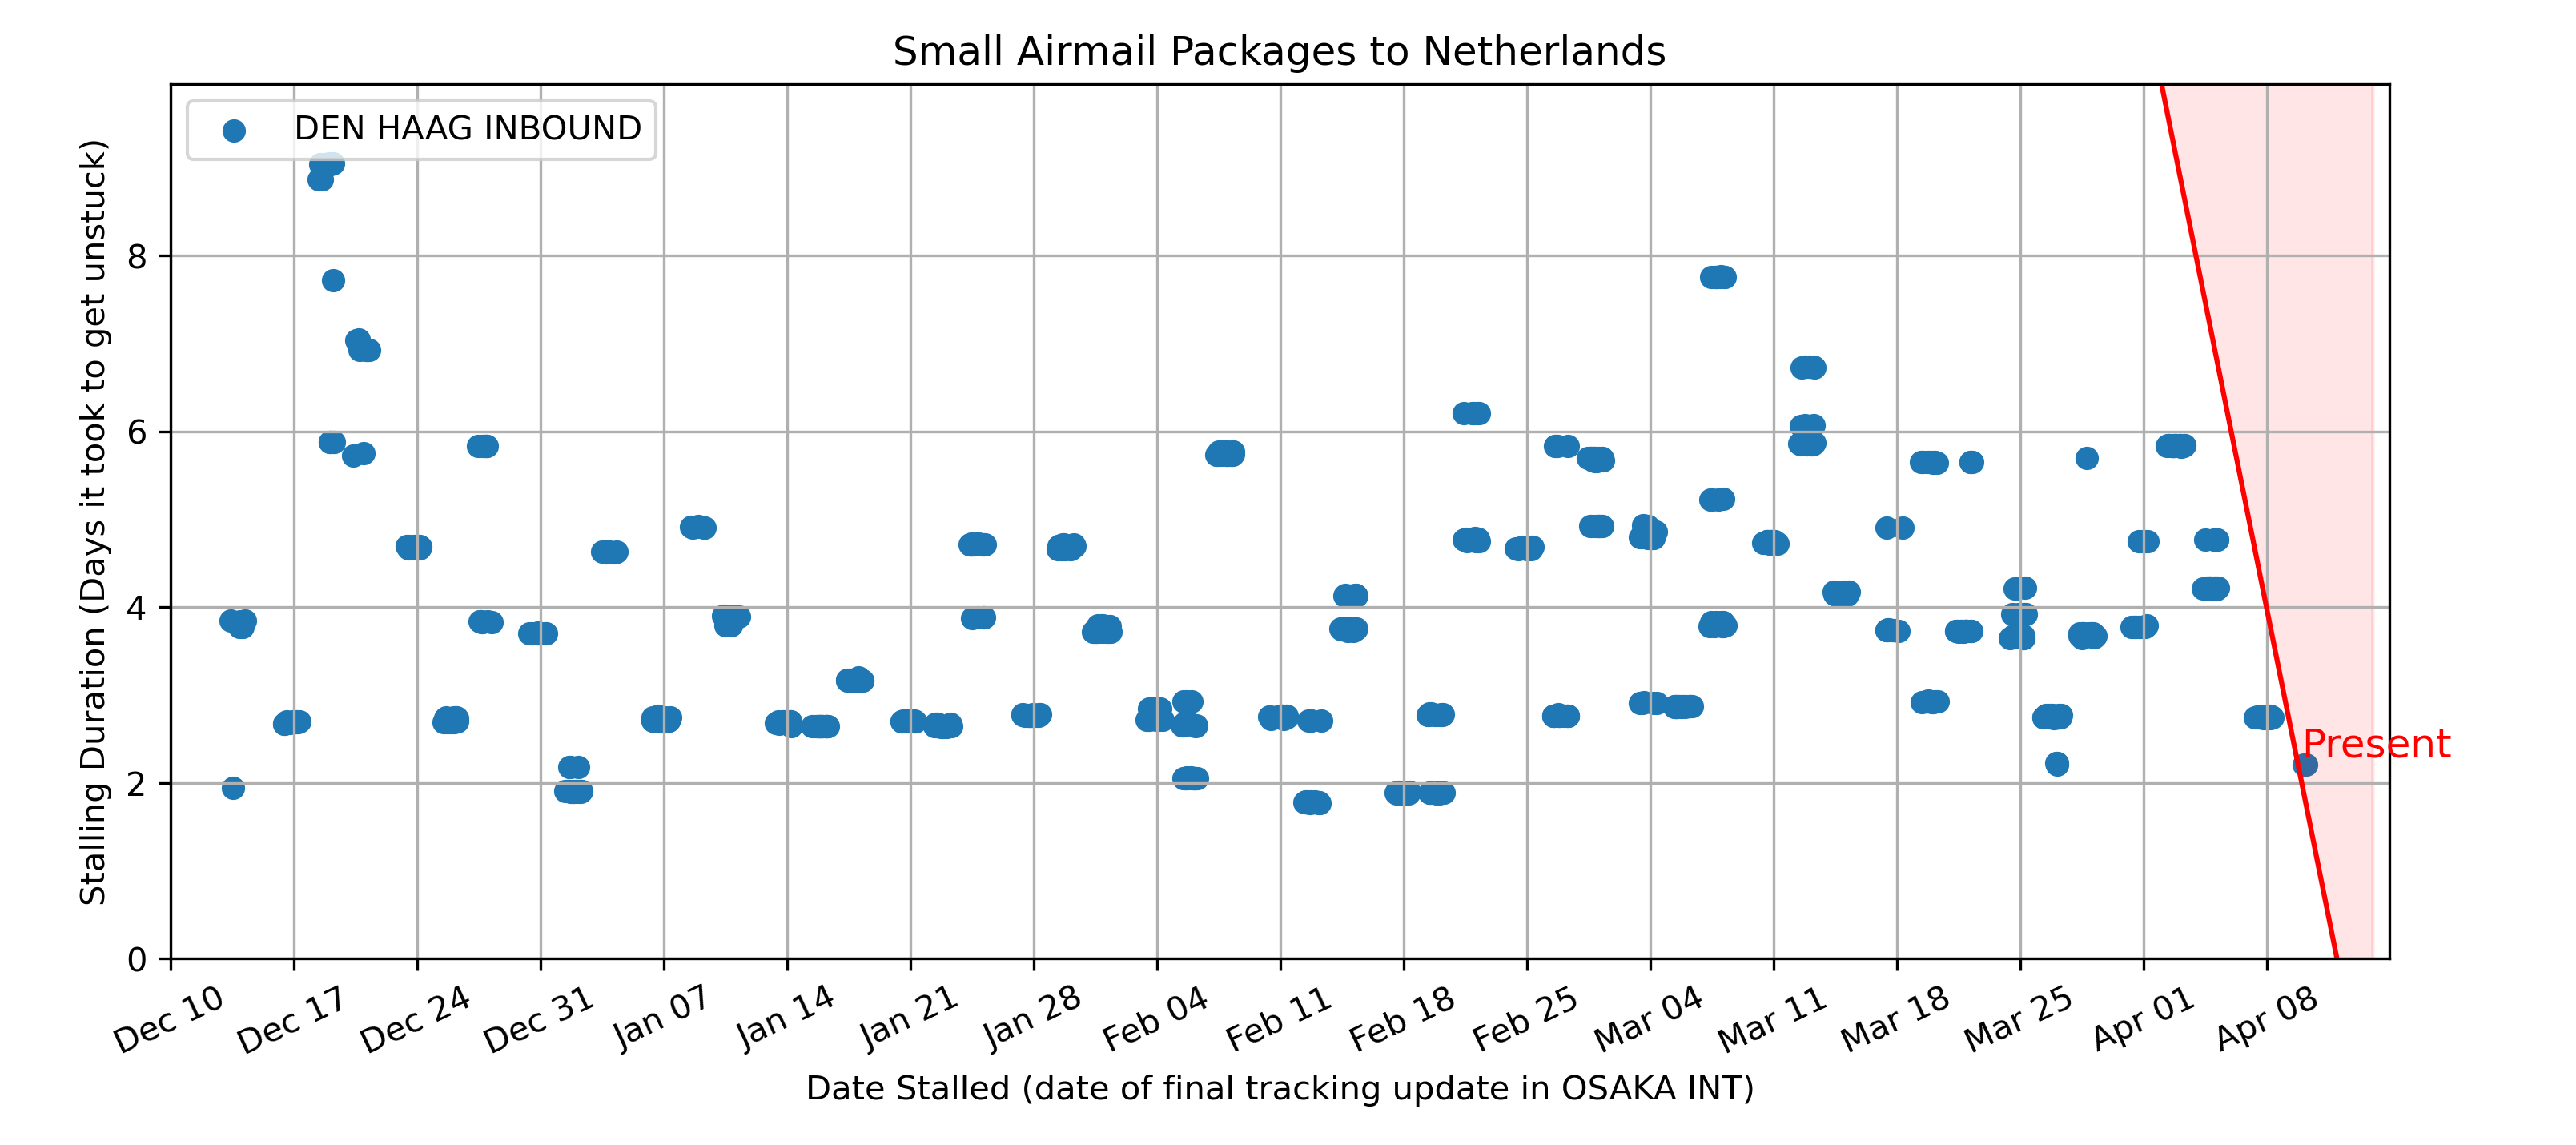 Small Airmail Packages to Netherlands
DEN HAAG INBOUND
Stalling Duration (Days it took to get unstuck)
8
6
4
2
0
Present
Dec 10 Dec 17 Dec 24 Dec 31 Jan 07 Jan 14 Jan 21 Jan 28 Feb 04 Feb 11 Feb 18 Feb 25 Mar 04 Mar 11 Mar 18 Mar 25 Apr 01 Apr 08
Date Stalled (date of final tracking update in OSAKA INT)